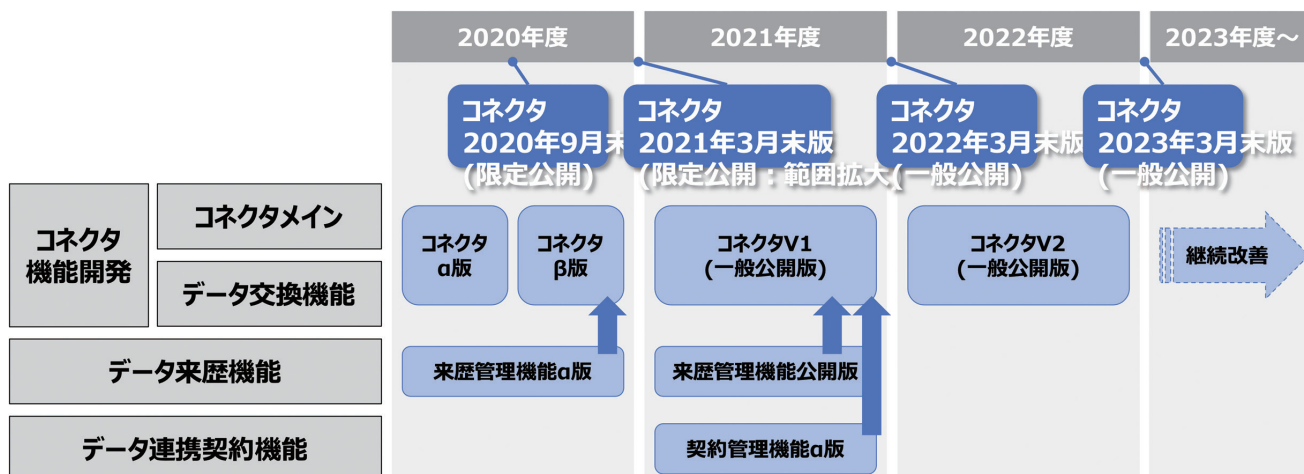 2020年度
2021年度
2022年度
2023年度～
コネクタ
2020年9月末
(限定公開)
コネクタ
2021年3月末版
(限定公開：範囲拡大
コネクタ
2022年3月末版
(一般公開)
コネクタ
2023年3月末版
(一般公開)
コネクタ
機能開発
コネクタメイン
データ交換機能
コネクタ
α版
コネクタ
β版
コネクタV1
(一般公開版)
コネクタV2
(一般公開版)
継続改善
データ来歴機能
来歴管理機能α版
来歴管理機能公開版
データ連携契約機能
契約管理機能α版